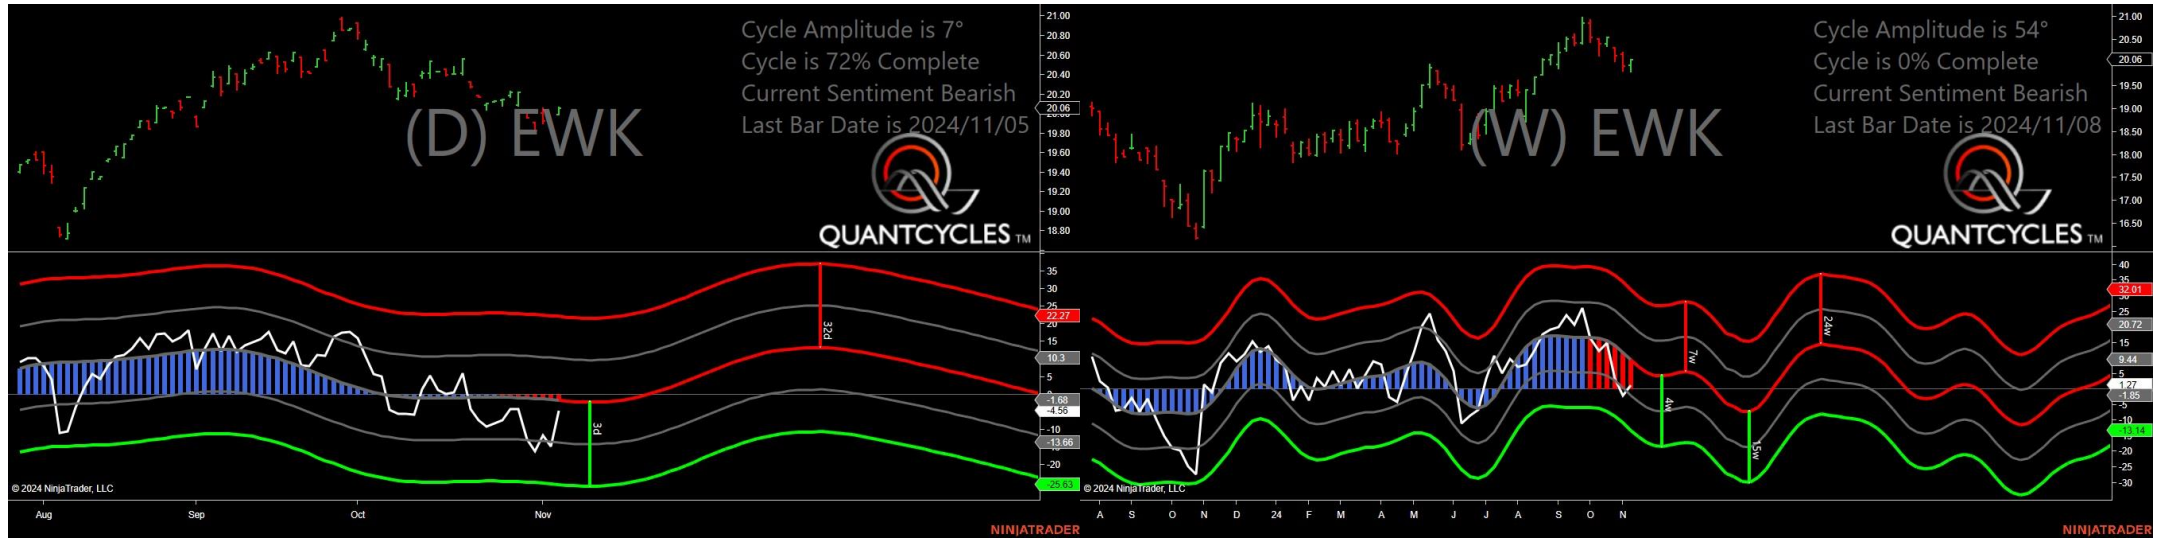 Cycle Amplitude is 7°
Cycle is 72% Complete
Current Sentiment Bearish
Last Bar Date is 2024/11/05
(D) EWK
QUANTCYCLES TM
21.00
20.80
20.60
20.40
20.20
20.06
19.80
19.60
19.40
19.20
19.00
18.80
35
30
25
22.27
20
15
10.3
5
-1.68
-4.56
-10
-13.66
-20
-25.63
32d
3d
© 2024 NinjaTrader, LLC
Aug
Sep
Oct
Nov
NINJATRADER
Cycle Amplitude is 54°
Cycle is 0% Complete
Current Sentiment Bearish
Last Bar Date is 2024/11/08
(W) EWK
QUANTCYCLES TM
21.00
20.50
20.06
19.50
19.00
18.50
18.00
17.50
17.00
16.50
40
35
32.01
25
20.72
15
9.44
5
1.27
-1.85
-5
-10
-13.14
-20
-25
-30
7w
4w
15w
24w
© 2024 NinjaTrader, LLC
A S O N D 24 F M A M J J A S O N
NINJATRADER